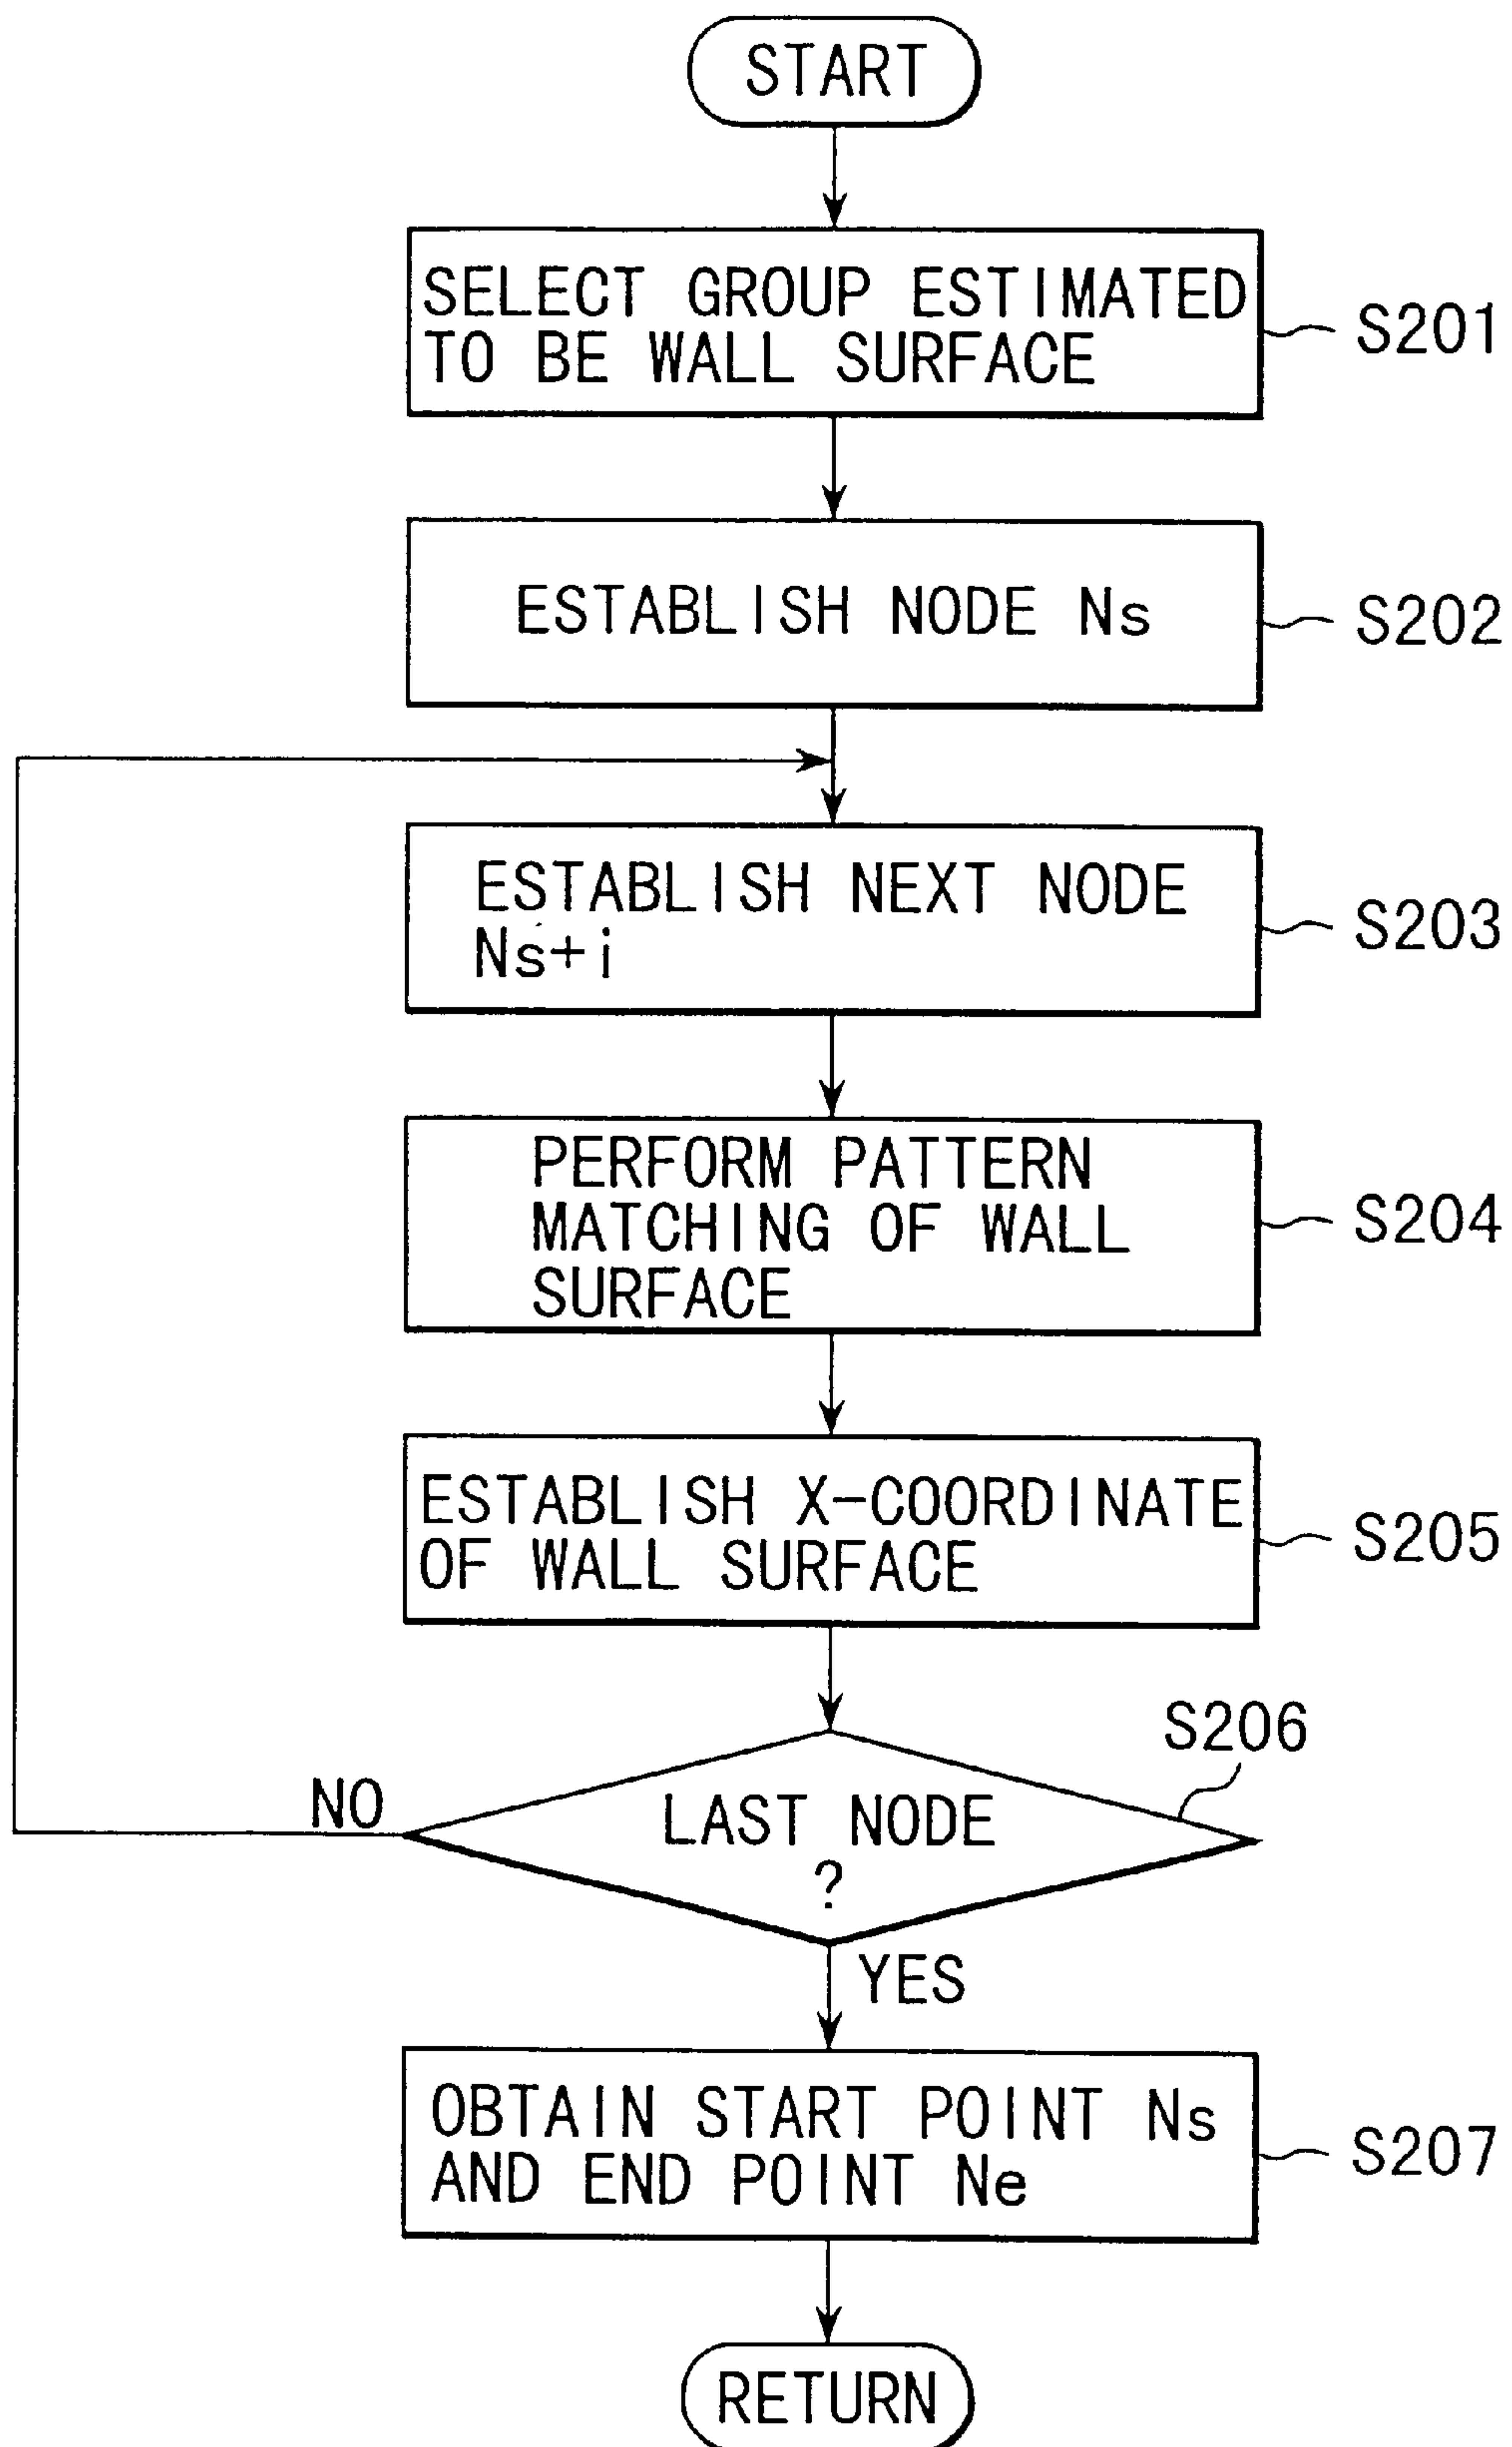 START
SELECT GROUP ESTIMATED
TO BE WALL SURFACE
S201
ESTABLISH NODE Ns
S202
ESTABLISH NEXT NODE
Ns+i
S203
PERFORM PATTERN
MATCHING OF WALL
SURFACE
S204
ESTABLISH X-COORDINATE
OF WALL SURFACE
S205
S206
NO
LAST NODE
?
YES
OBTAIN START POINT Ns
AND END POINT Ne
S207
RETURN